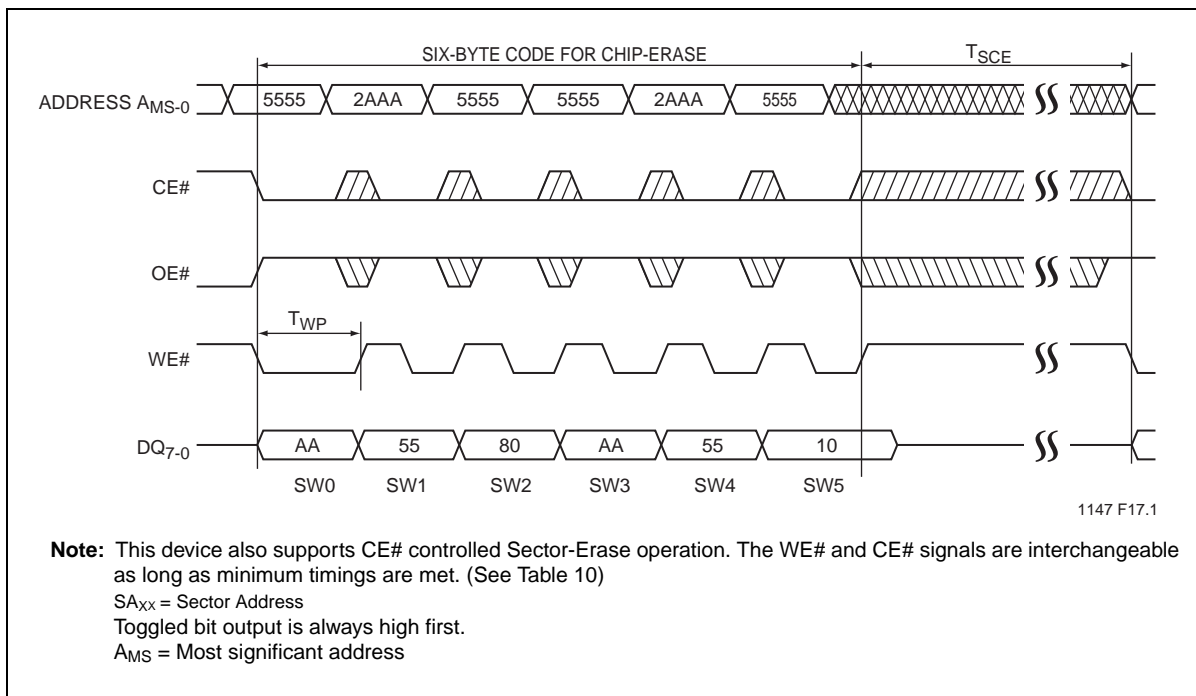 SIX-BYTE CODE FOR CHIP-ERASE TSCE
ADDRESS AMS-0 5555 2AAA 5555 5555 2AAA 5555
CE#
OE#
TWP
WE#
DQ7-0 AA 55 80 AA 55 10
SW0 SW1 SW2 SW3 SW4 SW5
1147 F17.1
Note: This device also supports CE# controlled Sector-Erase operation. The WE# and CE# signals are interchangeable
as long as minimum timings are met. (See Table 10)
SAXX = Sector Address
Toggled bit output is always high first.
AMS = Most significant address